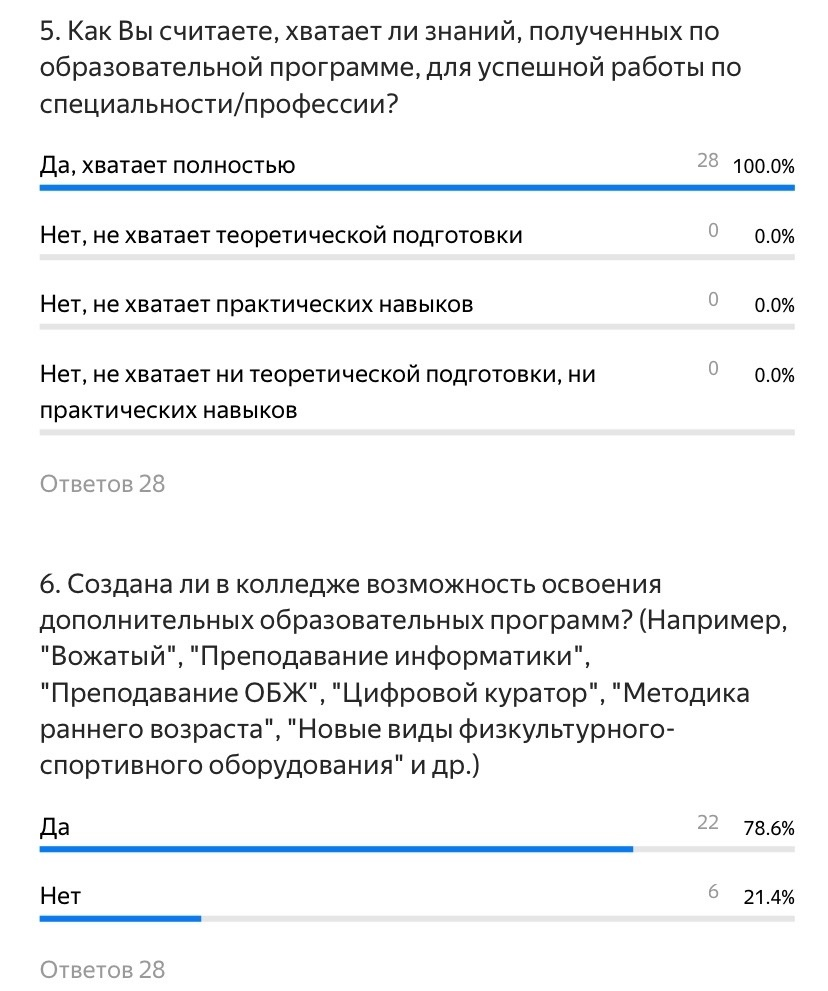 5. Как Вы считаете, хватает ли знаний, полученных по
образовательной программе, для успешной работы по
специальности/профессии?
Да, хватает полностью 28 100.0%
Нет, не хватает теоретической подготовки 0 0.0%
Нет, не хватает практических навыков 0 0.0%
Нет, не хватает ни теоретической подготовки, ни 0 0.0%
практических навыков
Ответов 28
6. Создана ли в колледже возможность освоения
дополнительных образовательных программ? (Например,
"Вожатый", "Преподавание информатики",
"Преподавание ОБЖ", "Цифровой куратор", "Методика
раннего возраста", "Новые виды физкультурного-
спортивного оборудования" и др.)
Да 22 78.6%
Нет 6 21.4%
Ответов 28